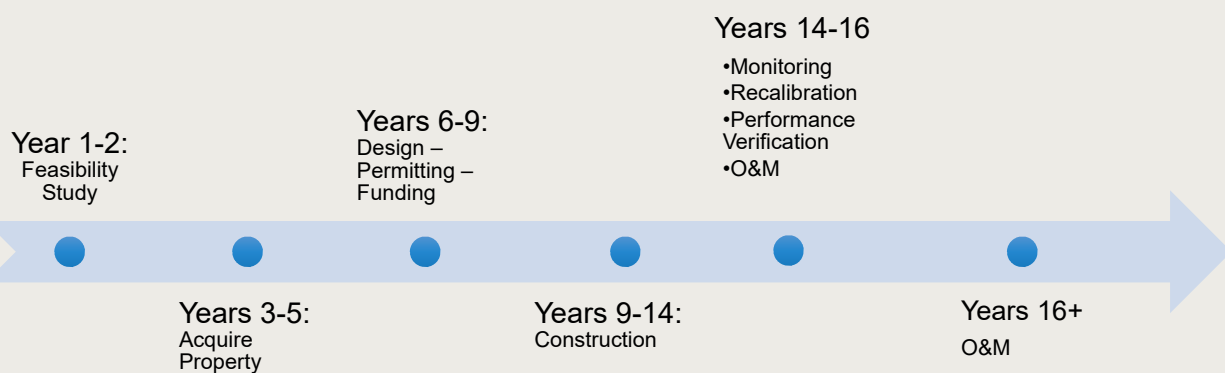 Year 1-2:
Feasibility
Study
Years 3-5:
Acquire
Property
Years 6-9:
Design –
Permitting –
Funding
Years 9-14:
Construction
Years 14-16
•Monitoring
•Recalibration
•Performance
Verification
•O&M
Years 16+
O&M